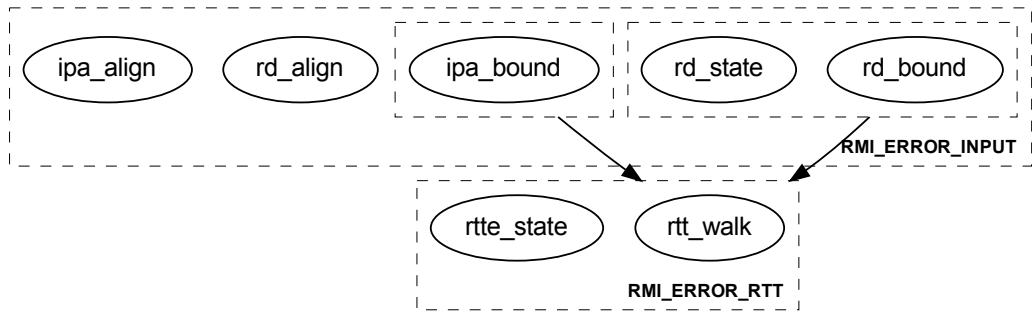 ipa_align
rd_align
ipa_bound
rd_state
rd_bound
RMI_ERROR_INPUT
rtte_state
rtt_walk
RMI_ERROR_RTT